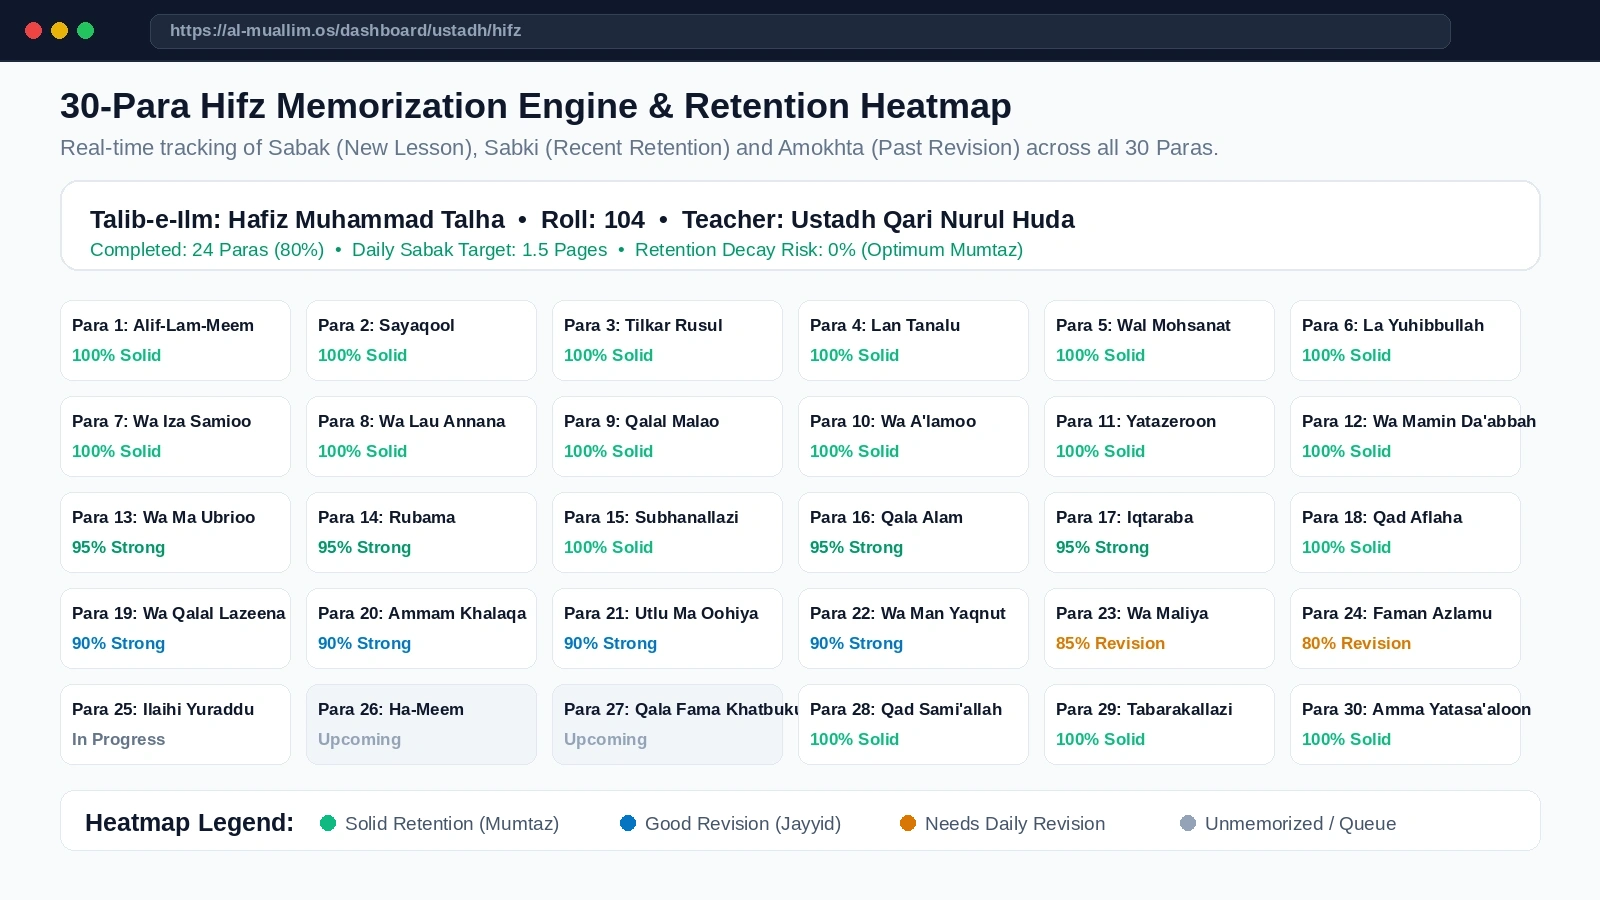 https://al-muallim.os/dashboard/ustadh/hifz
30-Para Hifz Memorization Engine & Retention Heatmap
Real-time tracking of Sabak (New Lesson), Sabki (Recent Retention) and Amokhta (Past Revision) across all 30 Paras.
Talib-e-Ilm: Hafiz Muhammad Talha • Roll: 104 • Teacher: Ustadh Qari Nurul Huda
Completed: 24 Paras (80%) • Daily Sabak Target: 1.5 Pages • Retention Decay Risk: 0% (Optimum Mumtaz)
Para 1: Alif-Lam-Meem
100% Solid
Para 2: Sayaqool
100% Solid
Para 3: Tilkar Rusul
100% Solid
Para 4: Lan Tanalu
100% Solid
Para 5: Wal Mohsanat
100% Solid
Para 6: La Yuhibbullah
100% Solid
Para 7: Wa Iza Samioo
100% Solid
Para 8: Wa Lau Annana
100% Solid
Para 9: Qalal Malao
100% Solid
Para 10: Wa A'lamoo
100% Solid
Para 11: Yatazeroon
100% Solid
Para 12: Wa Mamin Da'abbah
100% Solid
Para 13: Wa Ma Ubrioo
95% Strong
Para 14: Rubama
95% Strong
Para 15: Subhanallazi
100% Solid
Para 16: Qala Alam
95% Strong
Para 17: Iqtaraba
95% Strong
Para 18: Qad Aflaha
100% Solid
Para 19: Wa Qalal Lazeena
90% Strong
Para 20: Ammam Khalaqa
90% Strong
Para 21: Utlu Ma Oohiya
90% Strong
Para 22: Wa Man Yaqnut
90% Strong
Para 23: Wa Maliya
85% Revision
Para 24: Faman Azlamu
80% Revision
Para 25: Ilaihi Yuraddu
In Progress
Para 26: Ha-Meem
Upcoming
Para 27: Qala Fama Khatbuku
Upcoming
Para 28: Qad Sami'allah
100% Solid
Para 29: Tabarakallazi
100% Solid
Para 30: Amma Yatasa'aloon
100% Solid
Heatmap Legend:
Solid Retention (Mumtaz)
Good Revision (Jayyid)
Needs Daily Revision
Unmemorized / Queue